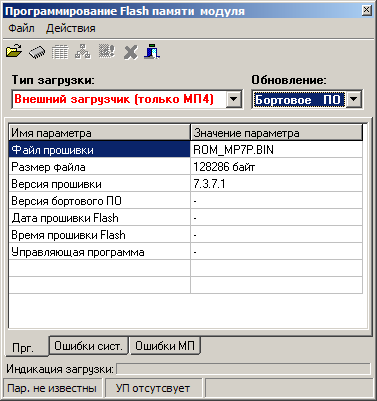 Программирование Flash памяти модуля
Файл Действия
Тип загрузки: Обновление:
Внешний загрузчик (только МП4) Бортовое ПО
Имя параметра Значение параметра
Файл прошивки ROM_MP7P.BIN
Размер файла 128286 байт
Версия прошивки 7.3.7.1
Версия бортового ПО -
Дата прошивки Flash -
Время прошивки Flash -
Управляющая программа -
Прг. Ошибки сист. Ошибки МП
Индикация загрузки:
Пар. не известны УП отсутсвует